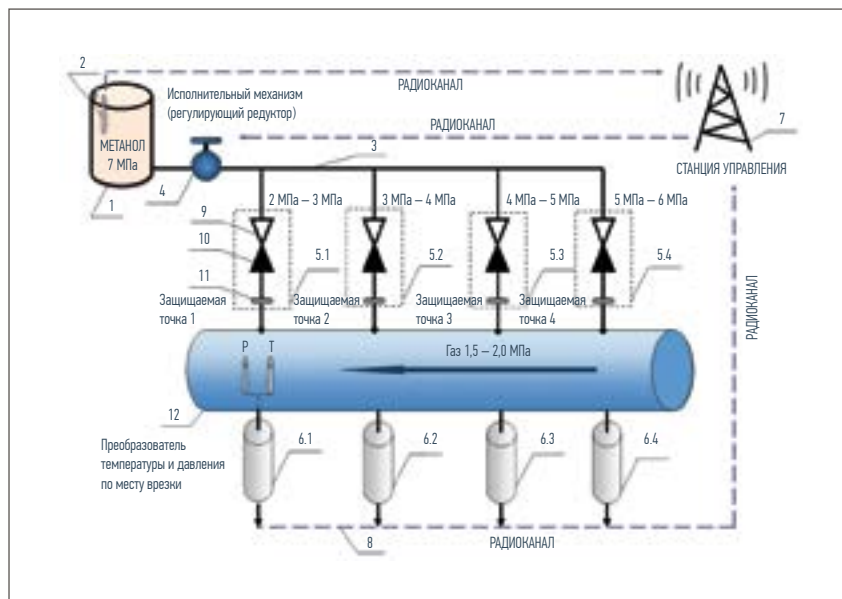 2
РАДИОКАНАЛ
Исполнительный механизм
(регулирующий редуктор)
РАДИОКАНАЛ
7
МЕТАНОЛ
7 МПа
3
СТАНЦИЯ УПРАВЛЕНИЯ
4
1
2 МПа – 3 МПа
3 МПа – 4 МПа
4 МПа – 5 МПа
5 МПа – 6 МПа
9
10
11
5.1
5.2
5.3
5.4
Защищаемая
точка 1
Защищаемая
точка 2
Защищаемая
точка 3
Защищаемая
точка 4
РАДИОКАНАЛ
P T
Газ 1,5 – 2,0 МПа
12
Преобразователь
температуры и давления
по месту врезки
6.1
6.2
6.3
6.4
8
РАДИОКАНАЛ